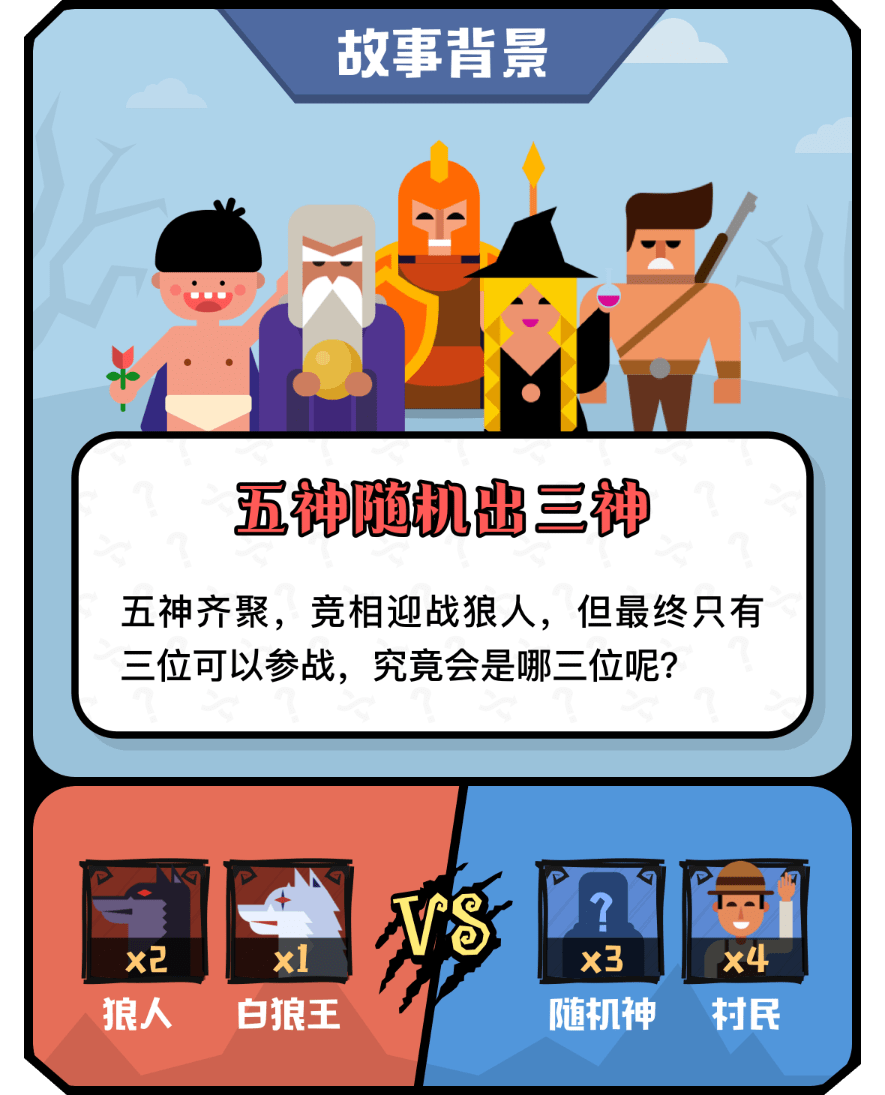 故事背景
五神随机出三神
五神齐聚，竞相迎战狼人，但最终只有
三位可以参战，究竟会是哪三位呢？
VS
x2
x1
?
x3
x4
狼人
白狼王
随机神
村民